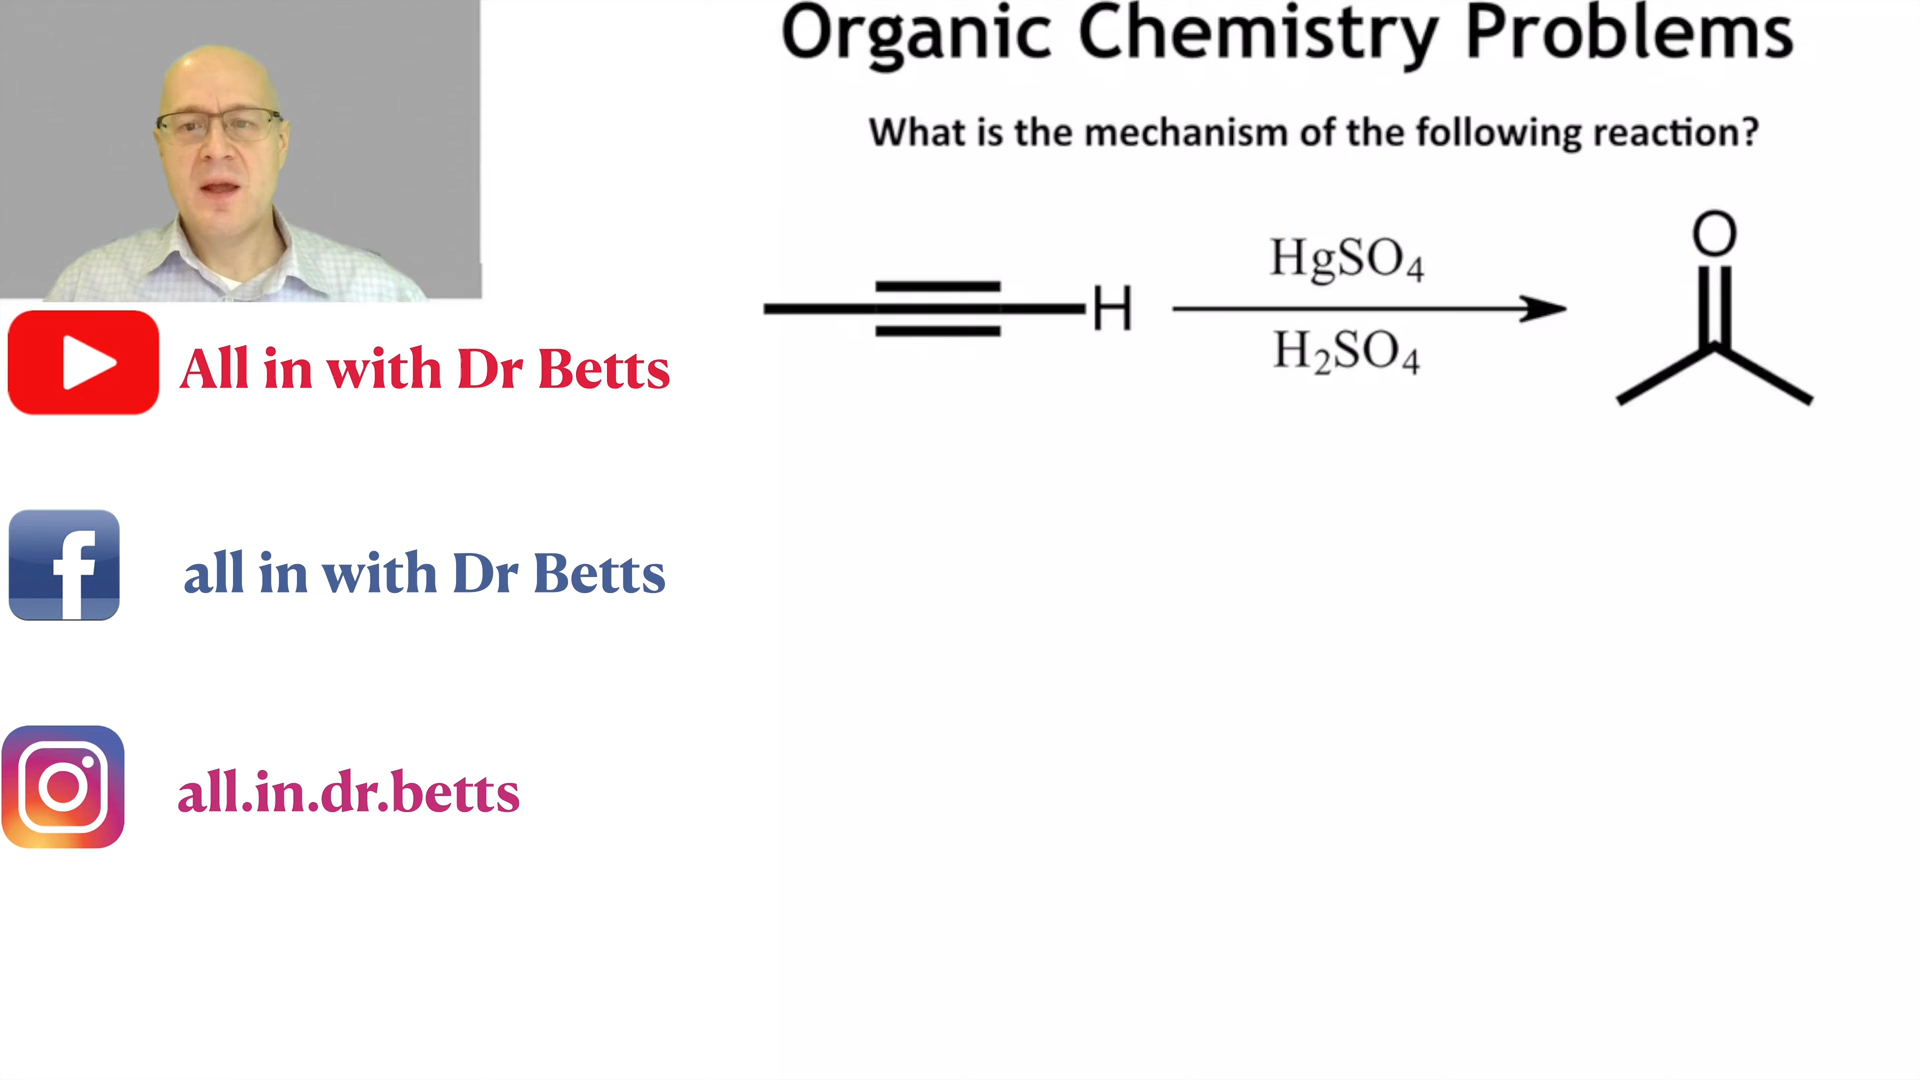 Organic Chemistry Problems
What is the mechanism of the following reaction?
HgSO₄
H
H₂SO₄
O
All in with Dr Betts
f
all in with Dr Betts
all.in.dr.betts